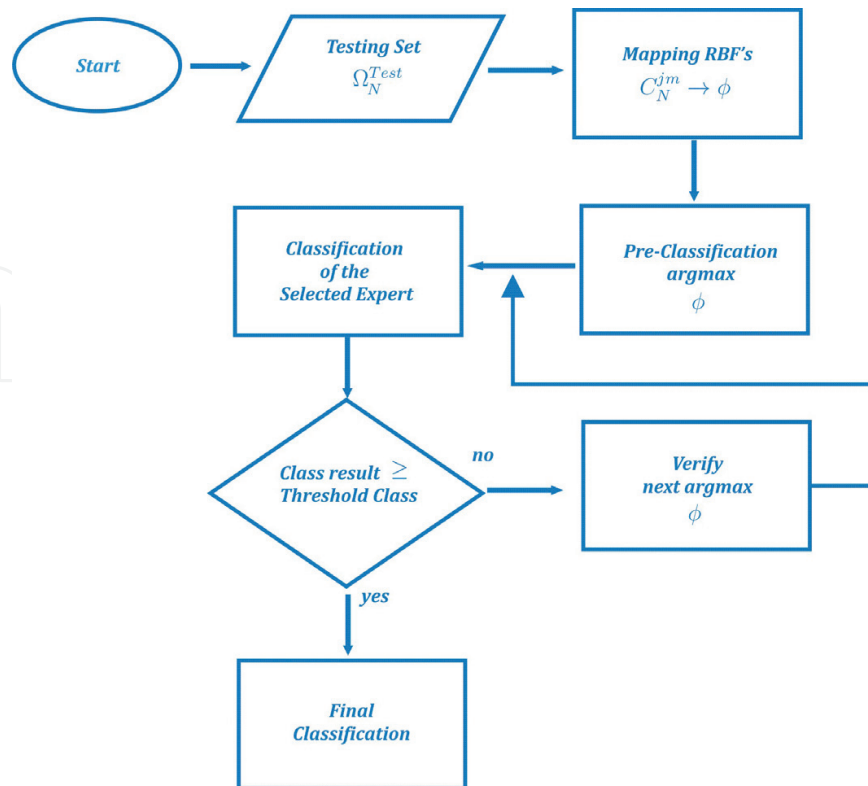 Start
Testing Set
Ω_N^{Test}
Mapping RBF's
C_N^{jm} → ϕ
Pre-Classification
argmax
ϕ
Classification
of the
Selected Expert
Class result ≥
Threshold Class
no
Verify
next argmax
ϕ
yes
Final
Classification